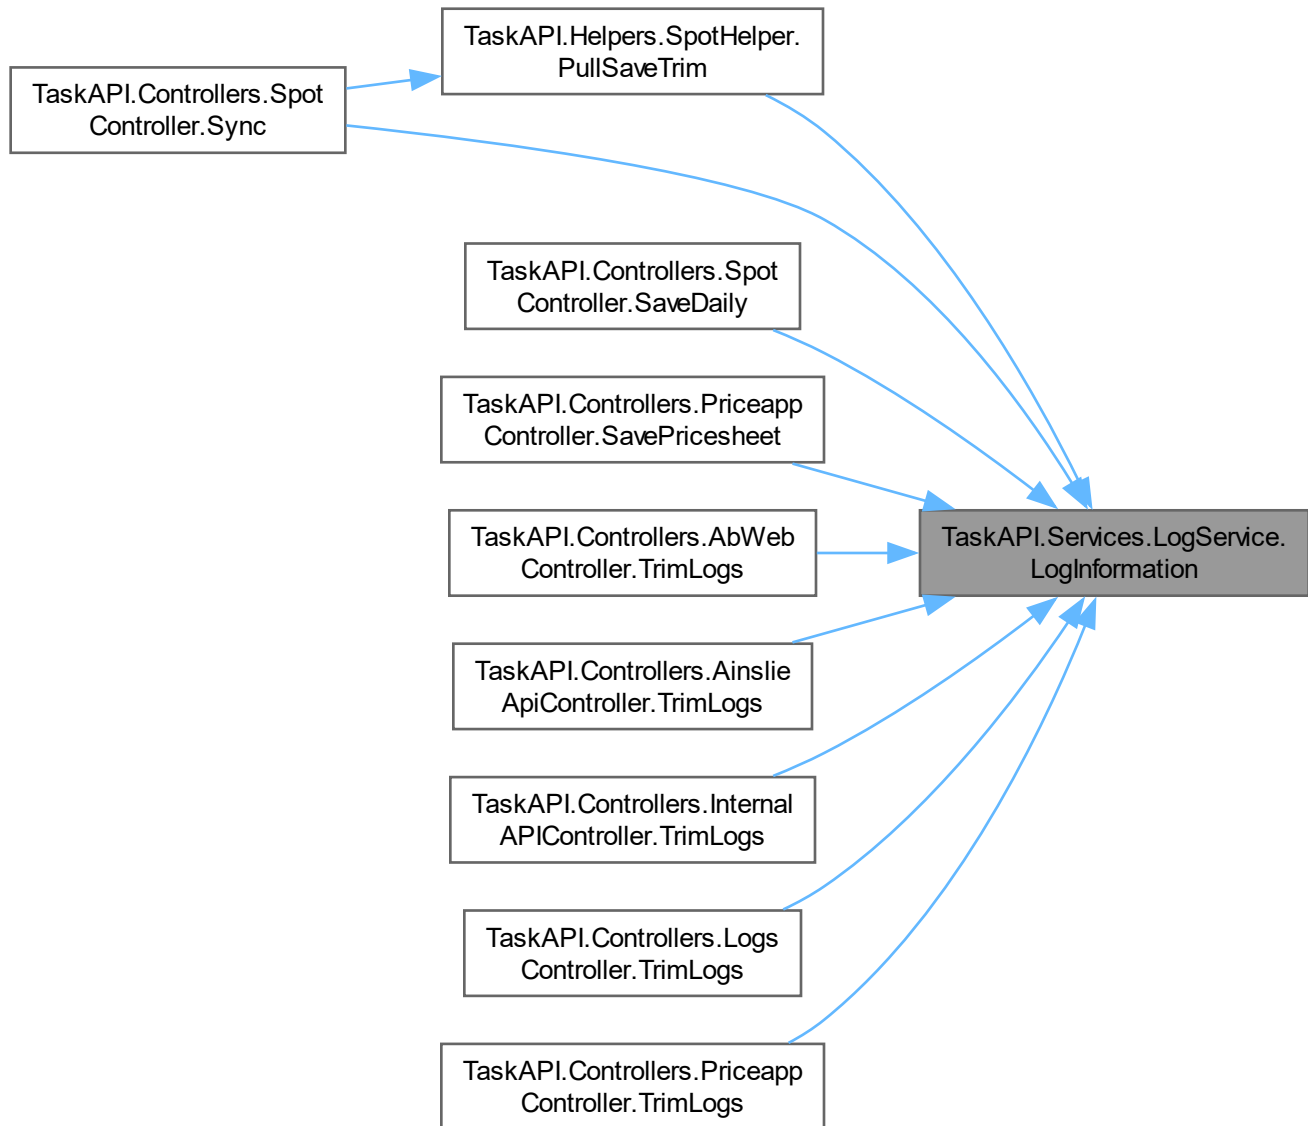 TaskAPI.Helpers.SpotHelper.
PullSaveTrim
TaskAPI.Controllers.Spot
Controller.Sync
TaskAPI.Controllers.Spot
Controller.SaveDaily
TaskAPI.Controllers.Priceapp
Controller.SavePricesheet
TaskAPI.Controllers.AbWeb
Controller.TrimLogs
TaskAPI.Services.LogService.
LogInformation
TaskAPI.Controllers.Ainslie
ApiController.TrimLogs
TaskAPI.Controllers.Internal
APIController.TrimLogs
TaskAPI.Controllers.Logs
Controller.TrimLogs
TaskAPI.Controllers.Priceapp
Controller.TrimLogs